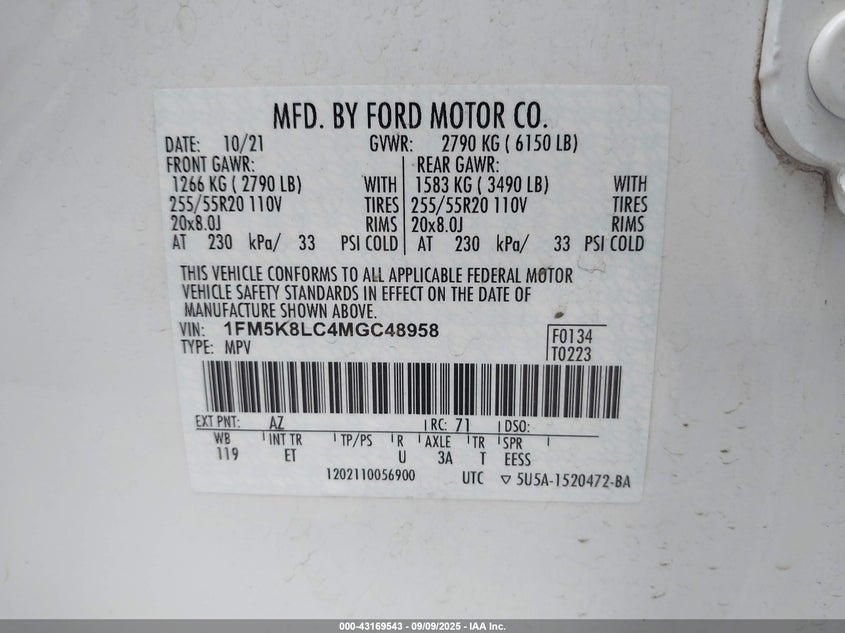 MFD. BY FORD MOTOR CO.
DATE: 10/21 GVWR: 2790 KG ( 6150 LB)
FRONT GAWR: REAR GAWR:
1266 KG ( 2790 LB) WITH 1583 KG ( 3490 LB) WITH
255/55R20 110V TIRES 255/55R20 110V TIRES
20x8.0J RIMS 20x8.0J RIMS
AT 230 kPa/ 33 PSI COLD AT 230 kPa/ 33 PSI COLD
THIS VEHICLE CONFORMS TO ALL APPLICABLE FEDERAL MOTOR
VEHICLE SAFETY STANDARDS IN EFFECT ON THE DATE OF
MANUFACTURE SHOWN ABOVE.
VIN: 1FM5K8LC4MGC48958 F0134
TYPE: MPV T0223
EXT PNT: AZ RC: 71 DSO:
WB INT TR TP/PS R AXLE TR SPR
119 ET U 3A T EESS
1202110056900 UTC ▽ 5U5A-1520472-BA
000-43169543 - 09/09/2025 - IAA Inc.